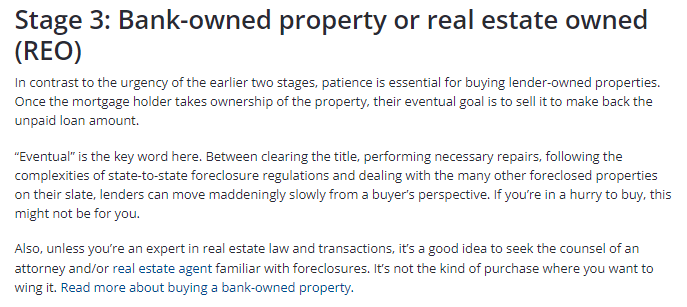 Stage 3: Bank-owned property or real estate owned
(REO)
In contrast to the urgency of the earlier two stages, patience is essential for buying lender-owned properties.
Once the mortgage holder takes ownership of the property, their eventual goal is to sell it to make back the
unpaid loan amount.
“Eventual” is the key word here. Between clearing the title, performing necessary repairs, following the
complexities of state-to-state foreclosure regulations and dealing with the many other foreclosed properties
on their slate, lenders can move maddeningly slowly from a buyer’s perspective. If you’re in a hurry to buy, this
might not be for you.
Also, unless you’re an expert in real estate law and transactions, it’s a good idea to seek the counsel of an
attorney and/or real estate agent familiar with foreclosures. It’s not the kind of purchase where you want to
wing it. Read more about buying a bank-owned property.